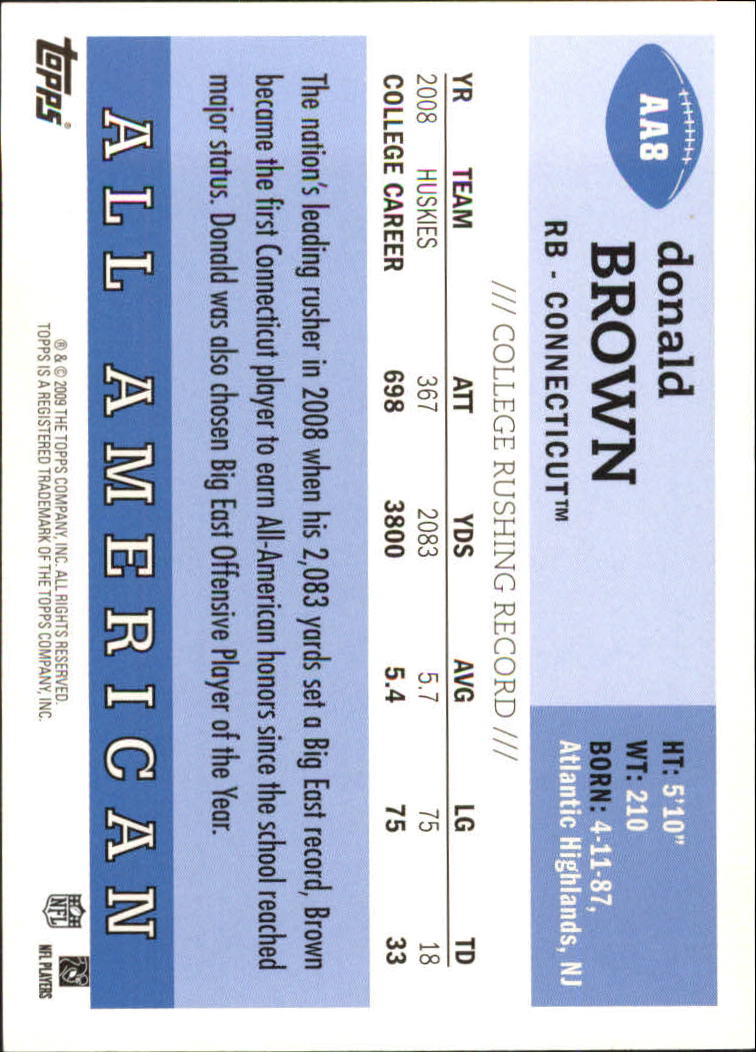 AA8
donald
BROWN
RB - CONNECTICUT™
HT: 5'10"
WT: 210
BORN: 4-11-87,
Atlantic Highlands, NJ
/// COLLEGE RUSHING RECORD ///
YR TEAM ATT YDS AVG LG TD
2008 HUSKIES 367 2083 5.7 75 18
COLLEGE CAREER 698 3800 5.4 75 33
The nation's leading rusher in 2008 when his 2,083 yards set a Big East record, Brown
became the first Connecticut player to earn All-American honors since the school reached
major status. Donald was also chosen Big East Offensive Player of the Year.
ALL AMERICAN
topps®
® & © 2009 THE TOPPS COMPANY, INC. ALL RIGHTS RESERVED.
TOPPS IS A REGISTERED TRADEMARK OF THE TOPPS COMPANY, INC.
NFL
NFL PLAYERS